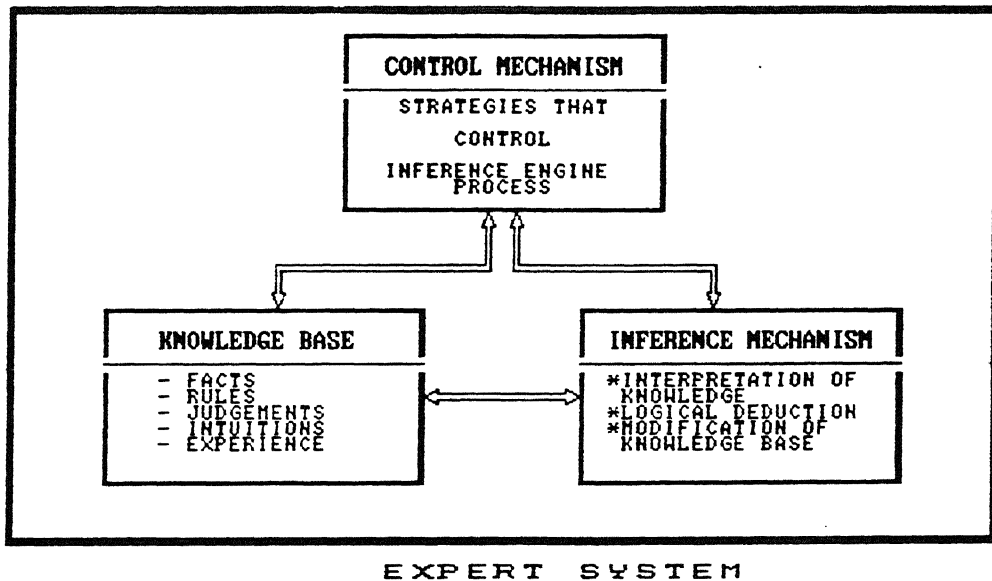 CONTROL MECHANISM
STRATEGIES THAT
CONTROL
INFERENCE ENGINE
PROCESS
KNOWLEDGE BASE
- FACTS
- RULES
- JUDGEMENTS
- INTUITIONS
- EXPERIENCE
INFERENCE MECHANISM
*INTERPRETATION OF
KNOWLEDGE
*LOGICAL DEDUCTION
*MODIFICATION OF
KNOWLEDGE BASE
EXPERT SYSTEM